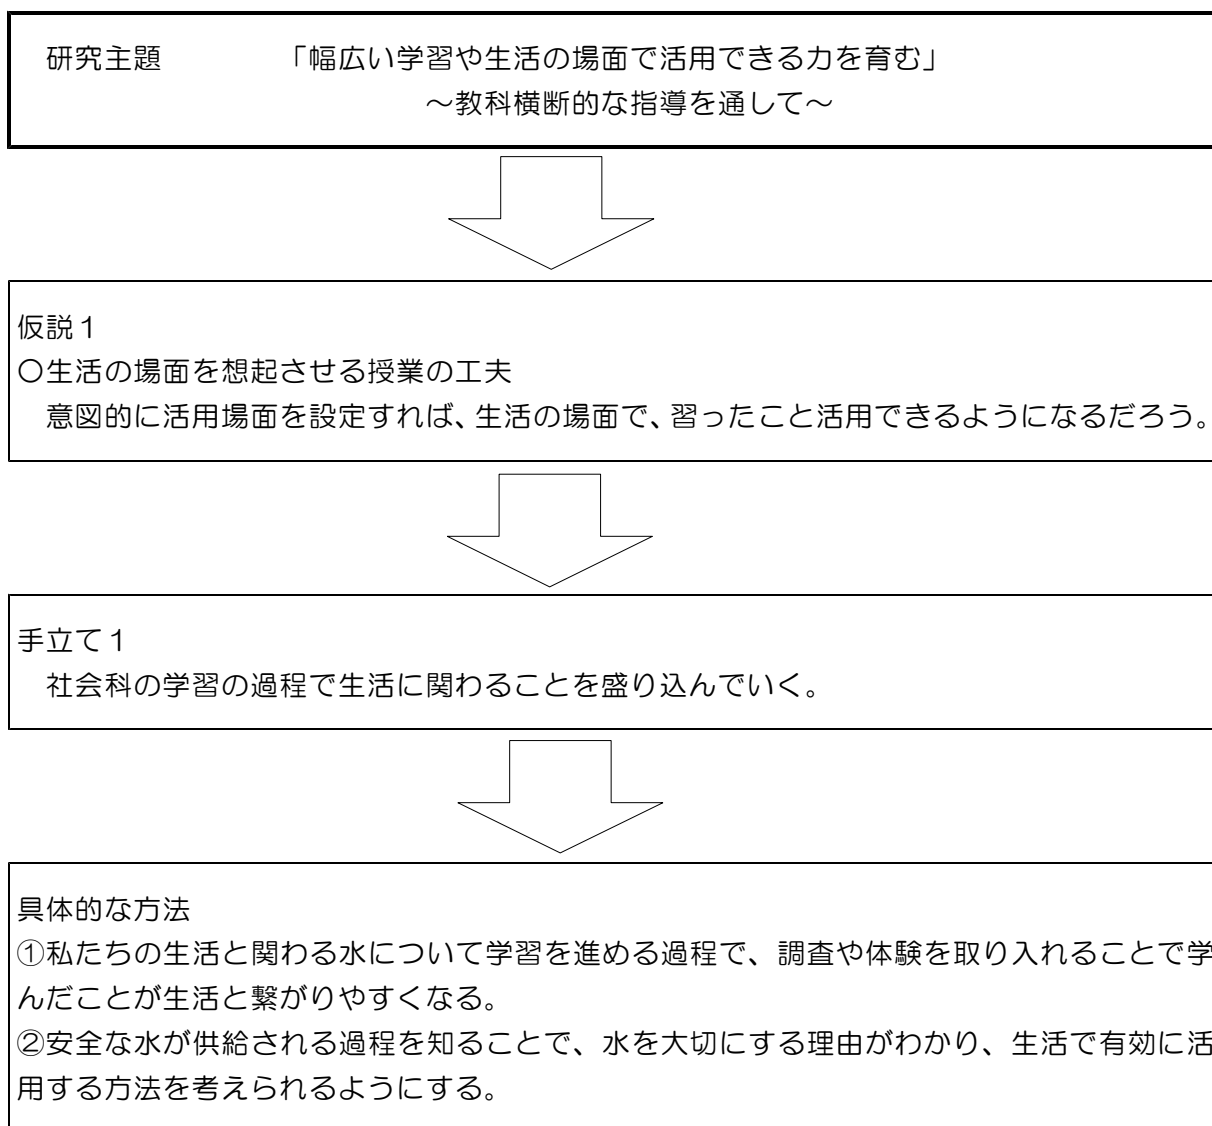 研究主題　「幅広い学習や生活の場面で活用できる力を育む」
～教科横断的な指導を通して～
仮説１
〇生活の場面を想起させる授業の工夫
意図的に活用場面を設定すれば、生活の場面で、習ったこと活用できるようになるだろう。
手立て１
社会科の学習の過程で生活に関わることを盛り込んでいく。
具体的な方法
①私たちの生活と関わる水について学習を進める過程で、調査や体験を取り入れることで学
んだことが生活と繋がりやすくなる。
②安全な水が供給される過程を知ることで、水を大切にする理由がわかり、生活で有効に活
用する方法を考えられるようにする。